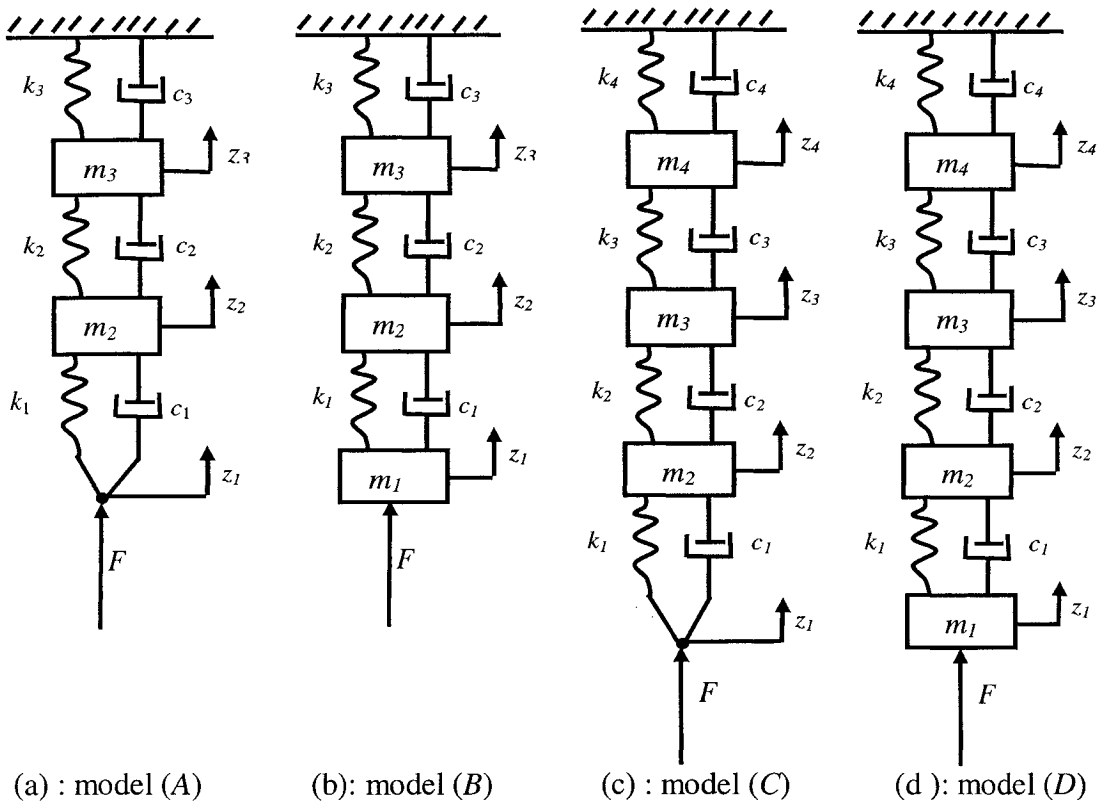 k3 c3
m3 z3
k2 c2
m2 z2
k1 c1
z1
F
(a) : model (A)
k3 c3
m3 z3
k2 c2
m2 z2
k1 c1
m1 z1
F
(b): model (B)
k4 c4
m4 z4
k3 c3
m3 z3
k2 c2
m2 z2
k1 c1
z1
F
(c) : model (C)
k4 c4
m4 z4
k3 c3
m3 z3
k2 c2
m2 z2
k1 c1
m1 z1
F
(d ): model (D)